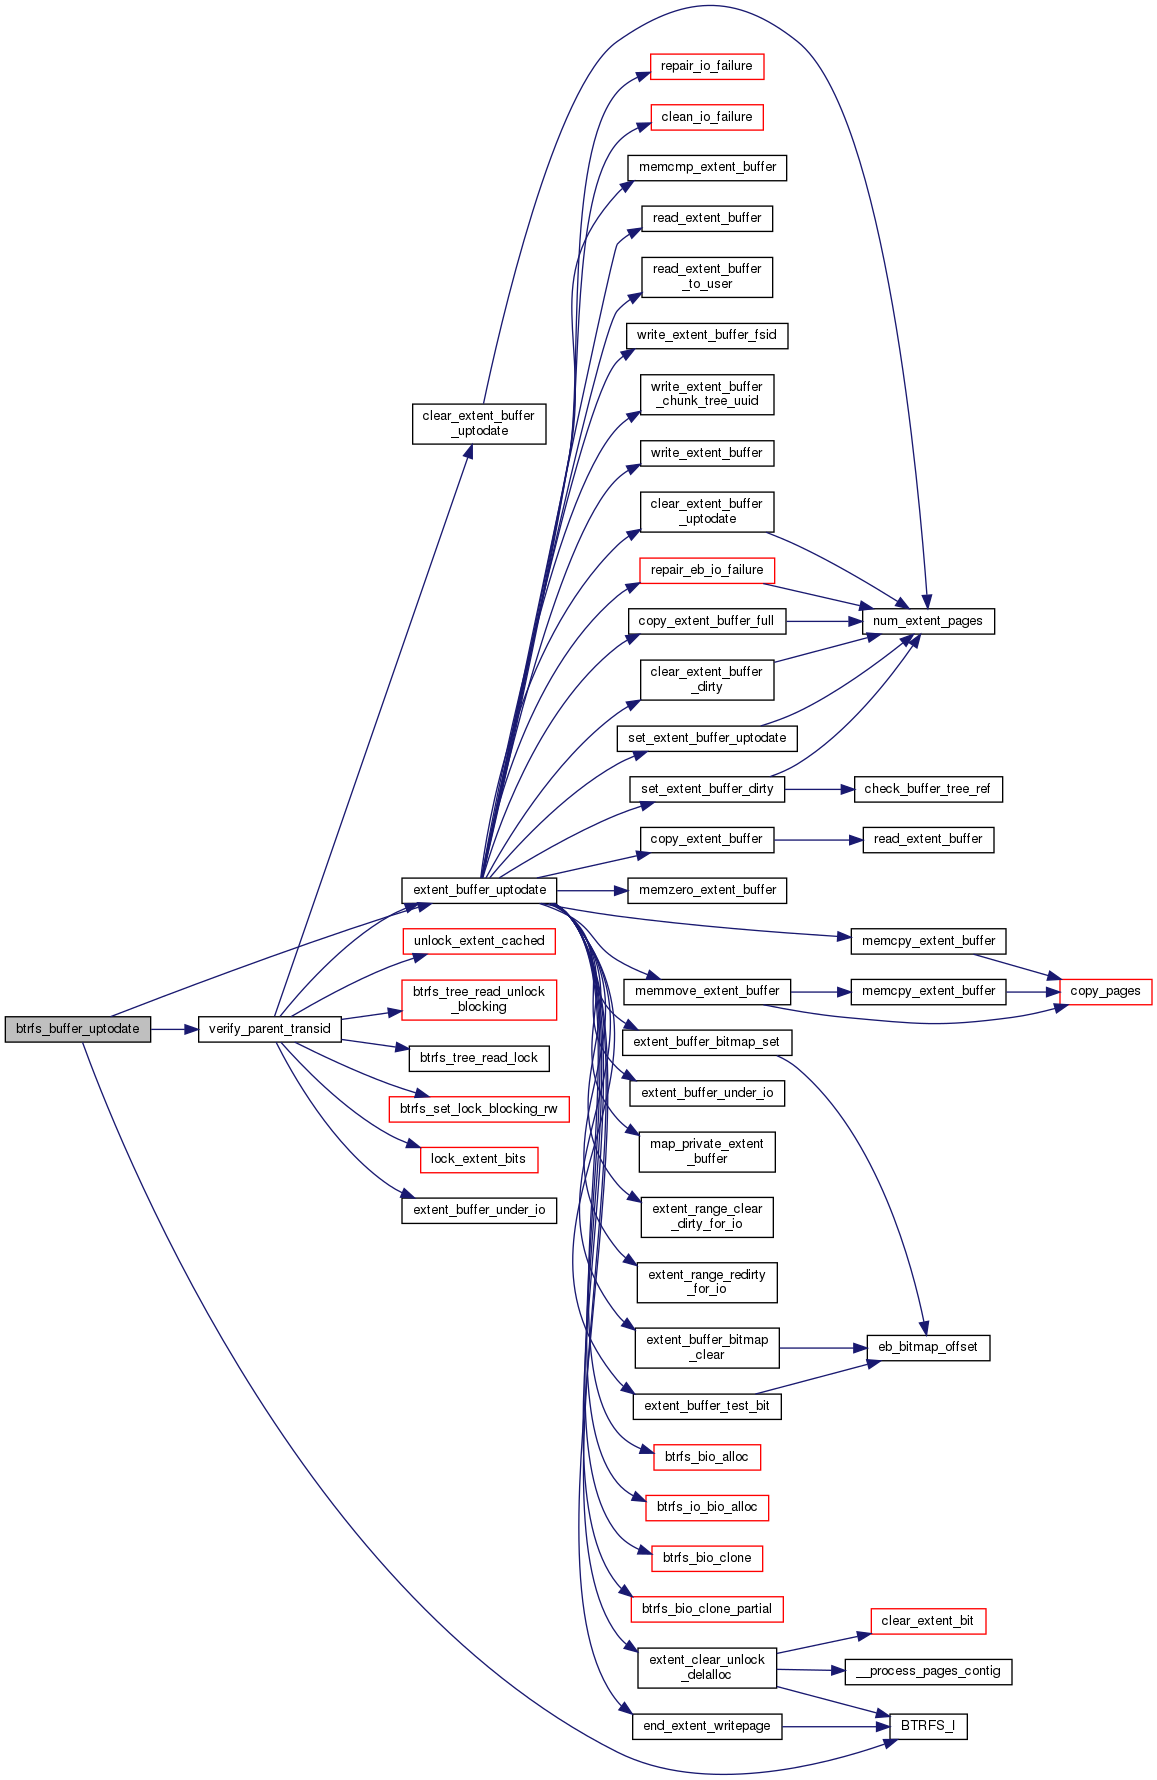 repair_io_failure
clean_io_failure
memcmp_extent_buffer
read_extent_buffer
read_extent_buffer
_to_user
write_extent_buffer_fsid
write_extent_buffer
_chunk_tree_uuid
clear_extent_buffer
_uptodate
write_extent_buffer
clear_extent_buffer
_uptodate
repair_eb_io_failure
copy_extent_buffer_full
num_extent_pages
clear_extent_buffer
_dirty
set_extent_buffer_uptodate
set_extent_buffer_dirty
check_buffer_tree_ref
copy_extent_buffer
read_extent_buffer
extent_buffer_uptodate
memzero_extent_buffer
unlock_extent_cached
memcpy_extent_buffer
btrfs_tree_read_unlock
_blocking
memmove_extent_buffer
memcpy_extent_buffer
copy_pages
btrfs_buffer_uptodate
verify_parent_transid
extent_buffer_bitmap_set
btrfs_tree_read_lock
extent_buffer_under_io
btrfs_set_lock_blocking_rw
lock_extent_bits
map_private_extent
_buffer
extent_buffer_under_io
extent_range_clear
_dirty_for_io
extent_range_redirty
_for_io
extent_buffer_bitmap
_clear
eb_bitmap_offset
extent_buffer_test_bit
btrfs_bio_alloc
btrfs_io_bio_alloc
btrfs_bio_clone
btrfs_bio_clone_partial
clear_extent_bit
extent_clear_unlock
_delalloc
__process_pages_contig
end_extent_writepage
BTRFS_I